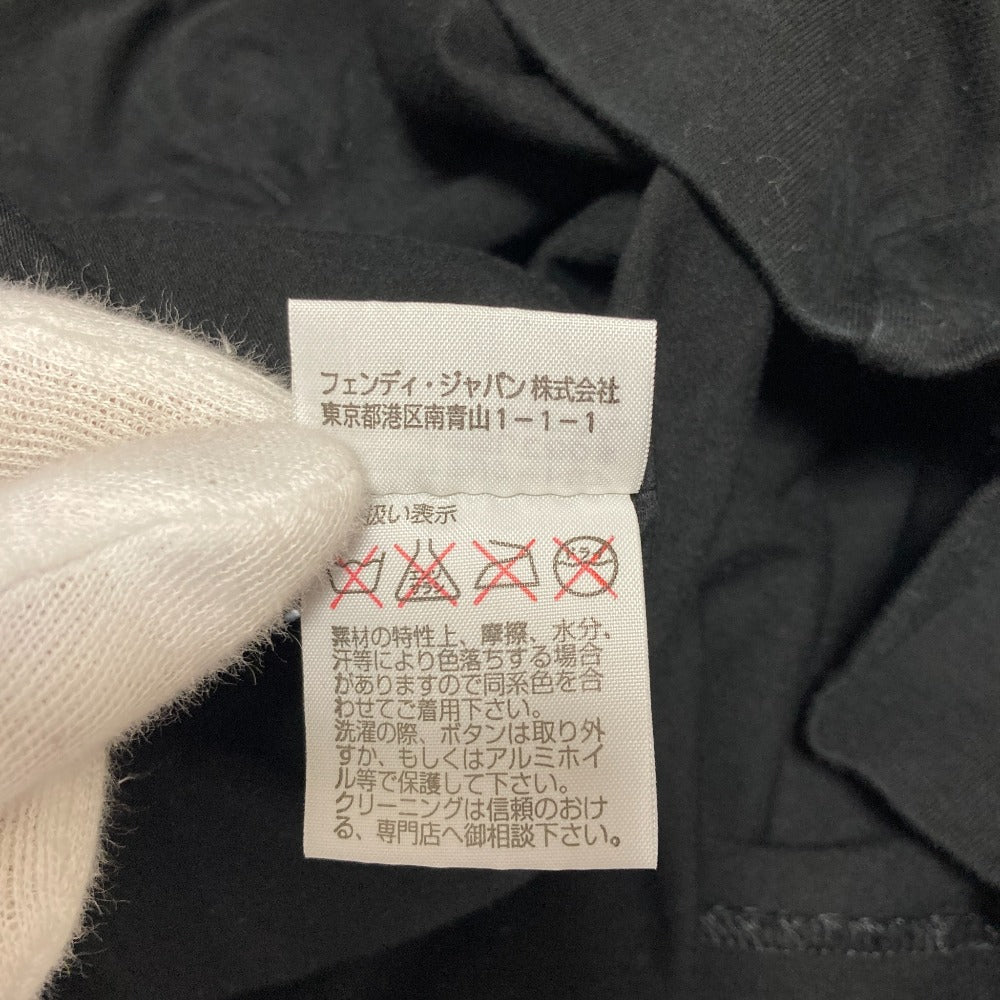 フェンディ・ジャパン株式会社
東京都港区南青山1-1-1
扱い表示
素材の特性上、摩擦、水分、
汗等により色落ちする場合
がありますので同系色を合
わせてご着用下さい。
洗濯の際、ボタンは取り外
すか、もしくはアルミホイ
ル等で保護して下さい。
クリーニングは信頼のおけ
る、専門店へ御相談下さい。